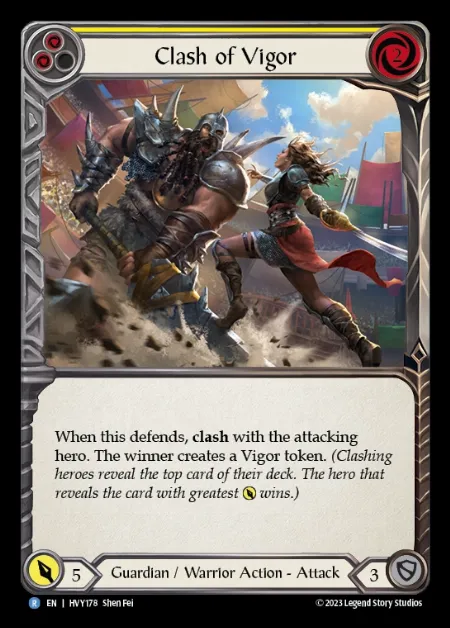 Clash of Vigor
2
When this defends, clash with the attacking
hero. The winner creates a Vigor token. (Clashing
heroes reveal the top card of their deck. The hero that
reveals the card with greatest wins.)
5
Guardian / Warrior Action - Attack
3
R EN | HVY178 Shen Fei
© 2023 Legend Story Studios